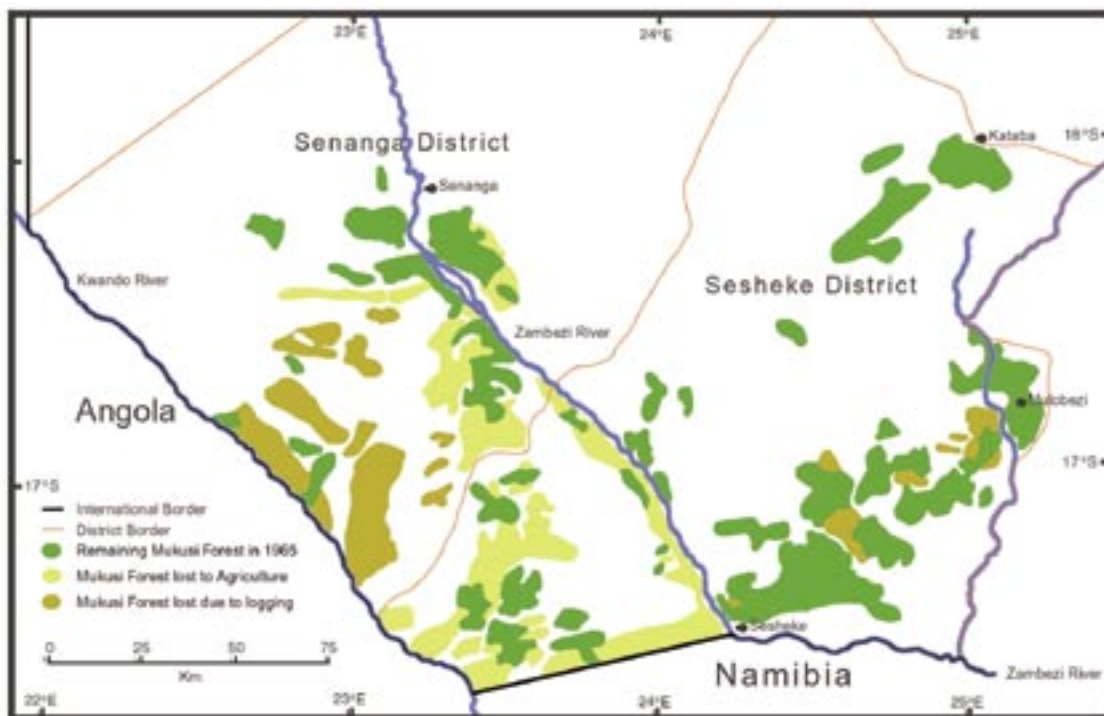 23°E
24°E
25°E
Senanga District
Kataba
18°S
Senanga
Kwando River
Sesheke District
Zambezi River
Angola
Mulobezi
17°S
17°S
International Border
District Border
Remaining Mukusi Forest in 1965
Mukusi Forest lost to Agriculture
Mukusi Forest lost due to logging
Sesheke
0 25 50 75
Km
Namibia
Zambezi River
22°E
23°E
24°E
25°E